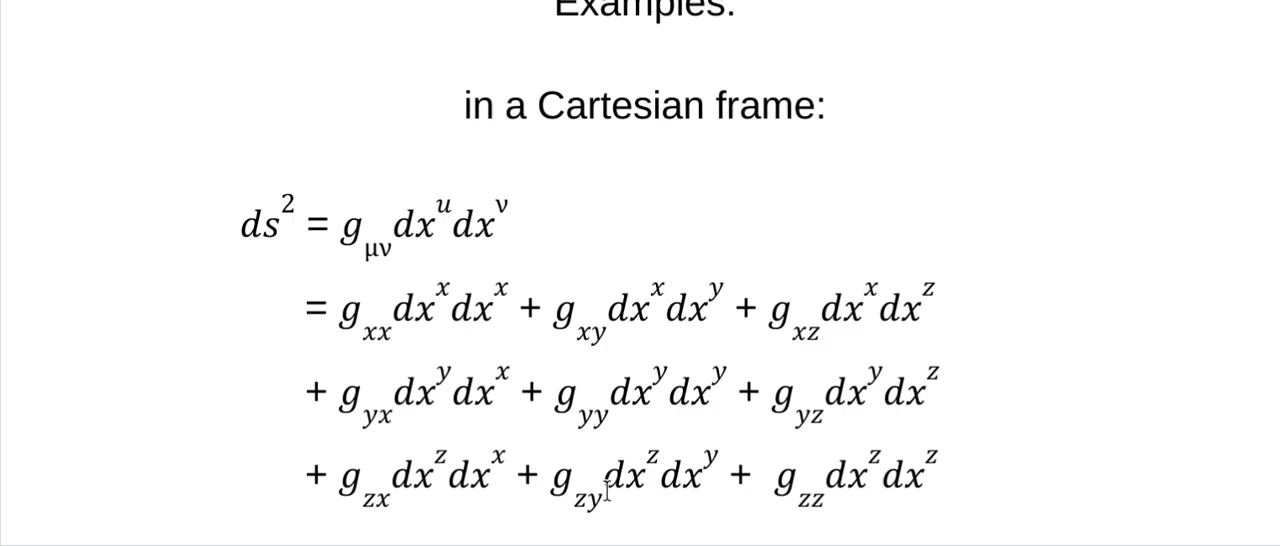 Examples:
in a Cartesian frame:
ds² = g_μν dx^u dx^ν
= g_xx dx^x dx^x + g_xy dx^x dx^y + g_xz dx^x dx^z
+ g_yx dx^y dx^x + g_yy dx^y dx^y + g_yz dx^y dx^z
+ g_zx dx^z dx^x + g_zy dx^z dx^y + g_zz dx^z dx^z